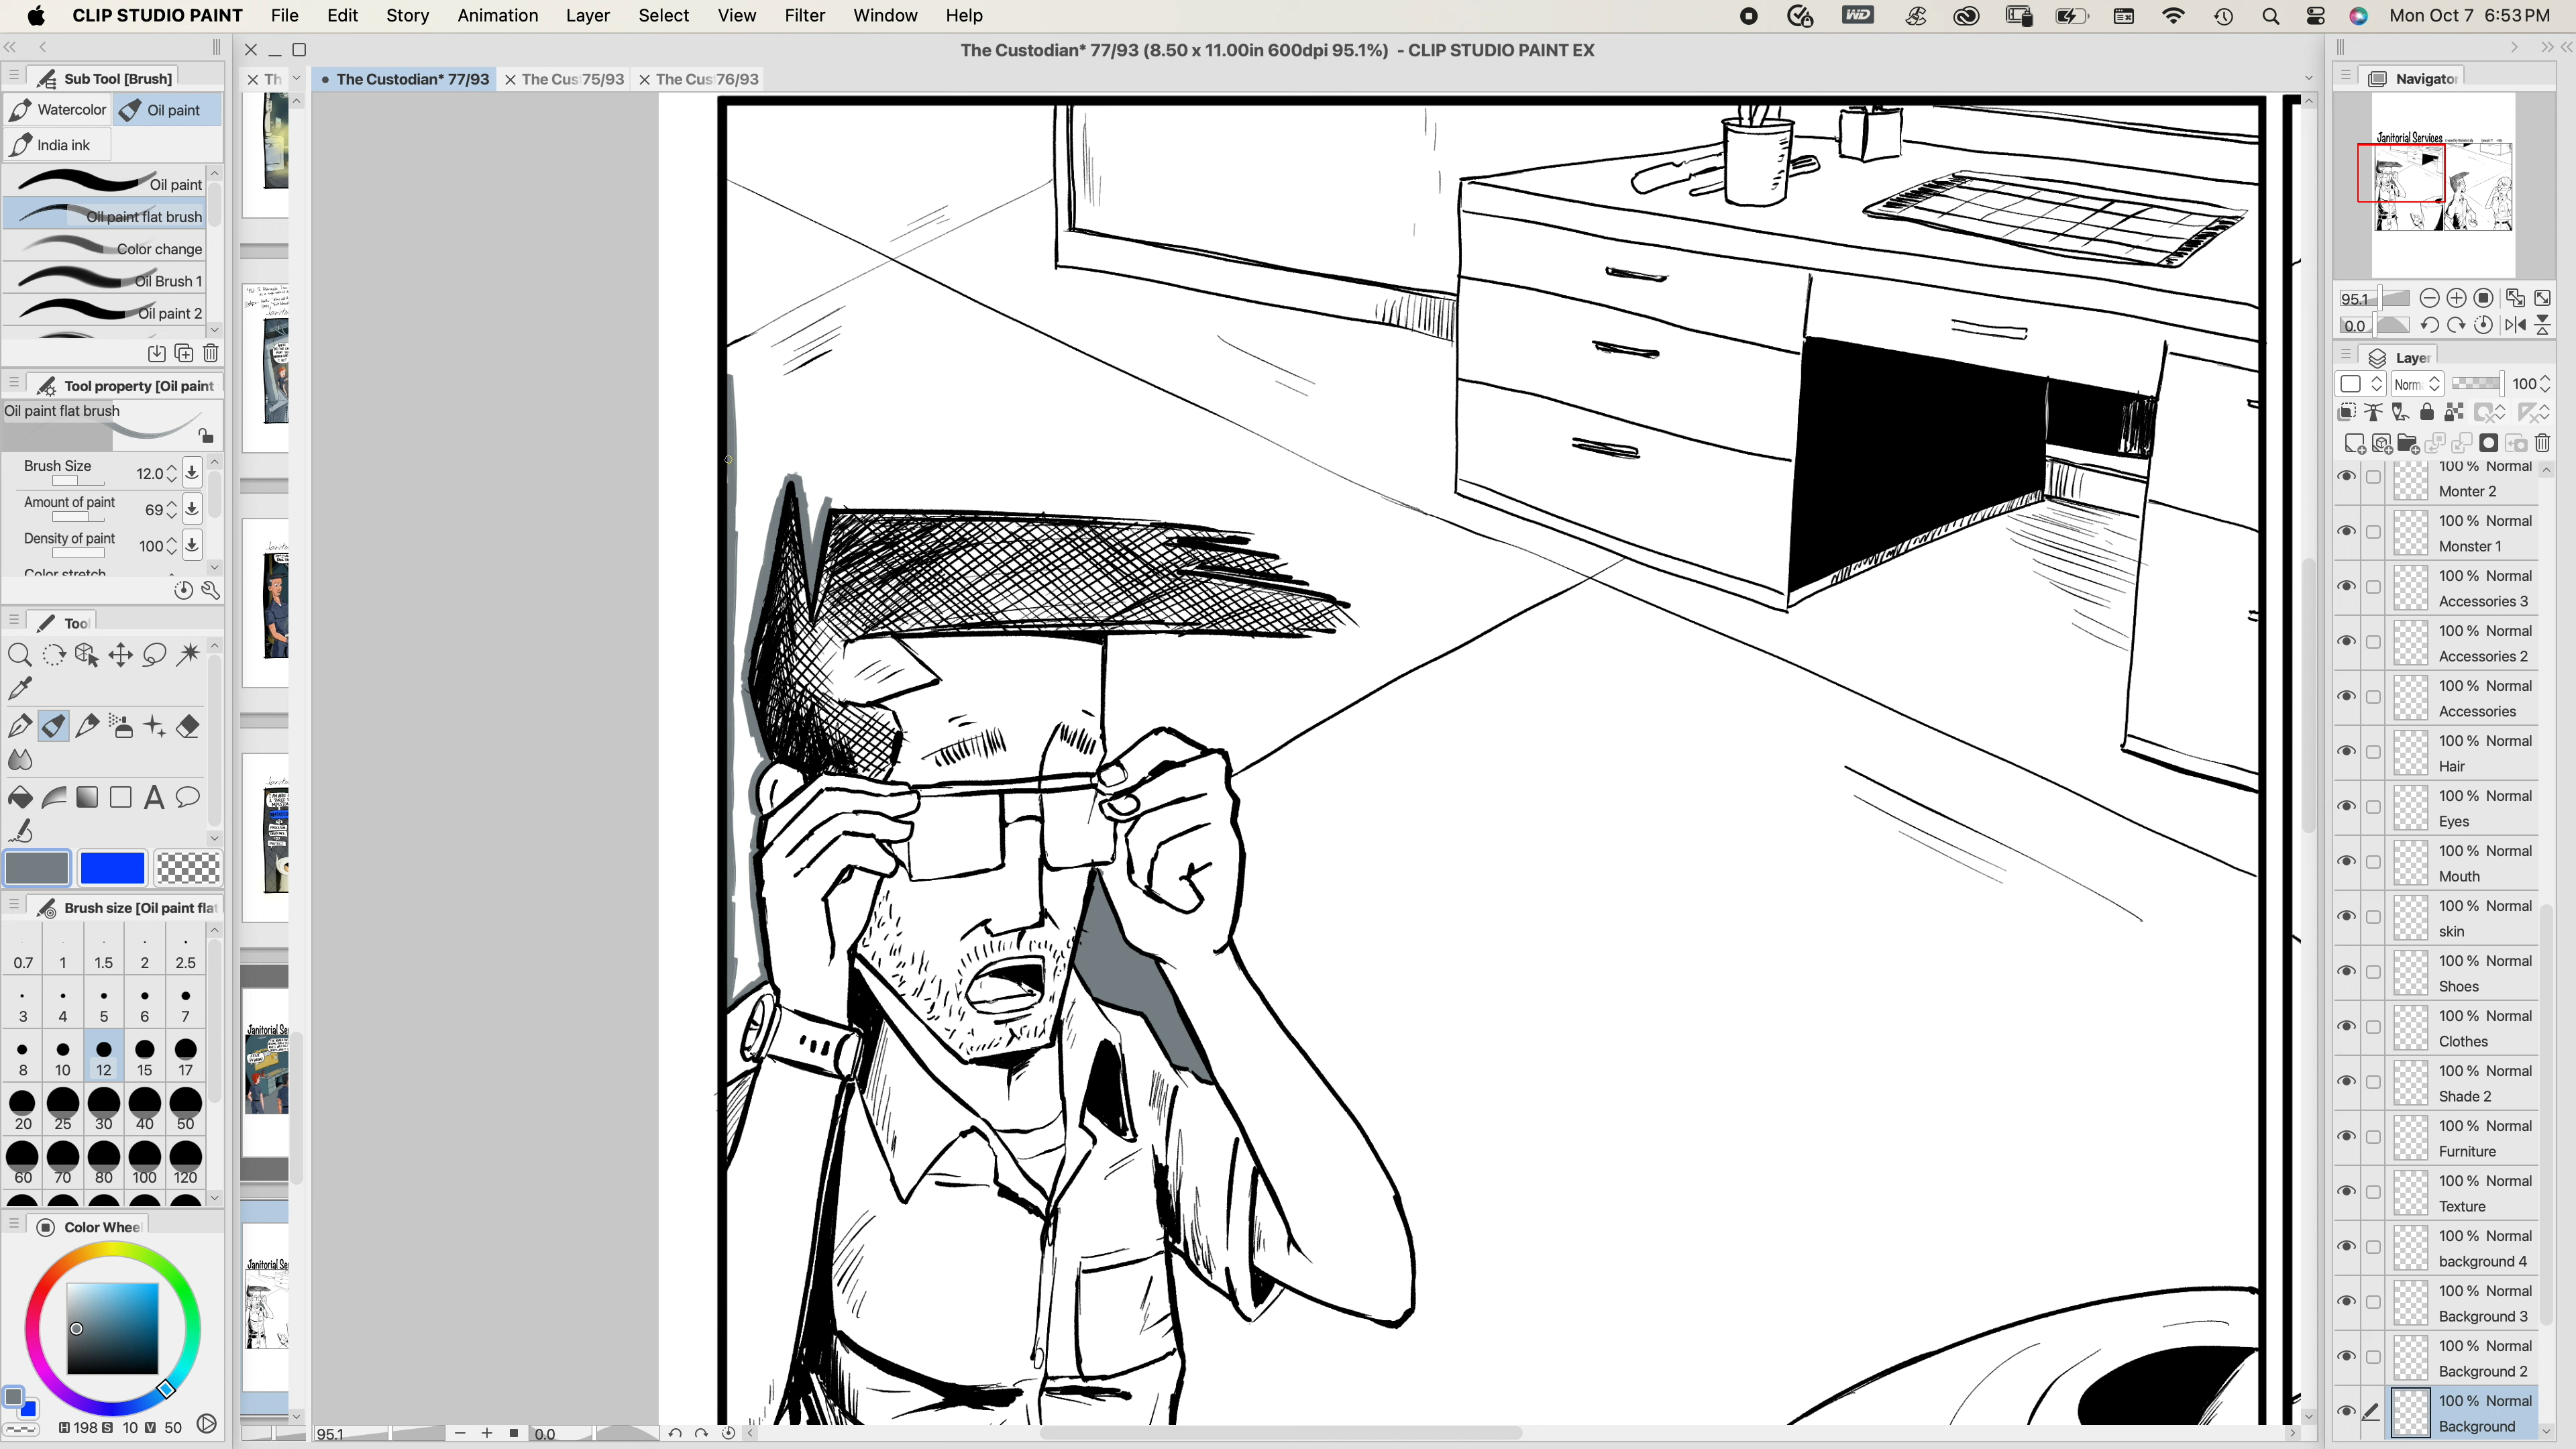 CLIP STUDIO PAINT File Edit Story Animation Layer Select View Filter Window Help
WD
Mon Oct 7 6:53PM
The Custodian* 77/93 (8.50 x 11.00in 600dpi 95.1%) - CLIP STUDIO PAINT EX
Th
The Custodian* 77/93
The Cus 75/93
The Cus 76/93
Sub Tool [Brush]
Watercolor
Oil paint
India ink
Oil paint
Oil paint flat brush
Color change
Oil Brush 1
Oil paint 2
Tool property [Oil paint
Oil paint flat brush
Brush Size 12.0
Amount of paint 69
Density of paint 100
Color stretch
Tool
Brush size [Oil paint flat
0.7 1 1.5 2 2.5
3 4 5 6 7
8 10 12 15 17
20 25 30 40 50
60 70 80 100 120
Color Whee
H 198 S 10 V 50
Janitorial Se
Janitorial Ser
95.1
0.0
Navigator
Janitorial Services
95.1
0.0
Layer
Norm 100
100 % Normal
Monter 2
100 % Normal
Monster 1
100 % Normal
Accessories 3
100 % Normal
Accessories 2
100 % Normal
Accessories
100 % Normal
Hair
100 % Normal
Eyes
100 % Normal
Mouth
100 % Normal
skin
100 % Normal
Shoes
100 % Normal
Clothes
100 % Normal
Shade 2
100 % Normal
Furniture
100 % Normal
Texture
100 % Normal
background 4
100 % Normal
Background 3
100 % Normal
Background 2
100 % Normal
Background